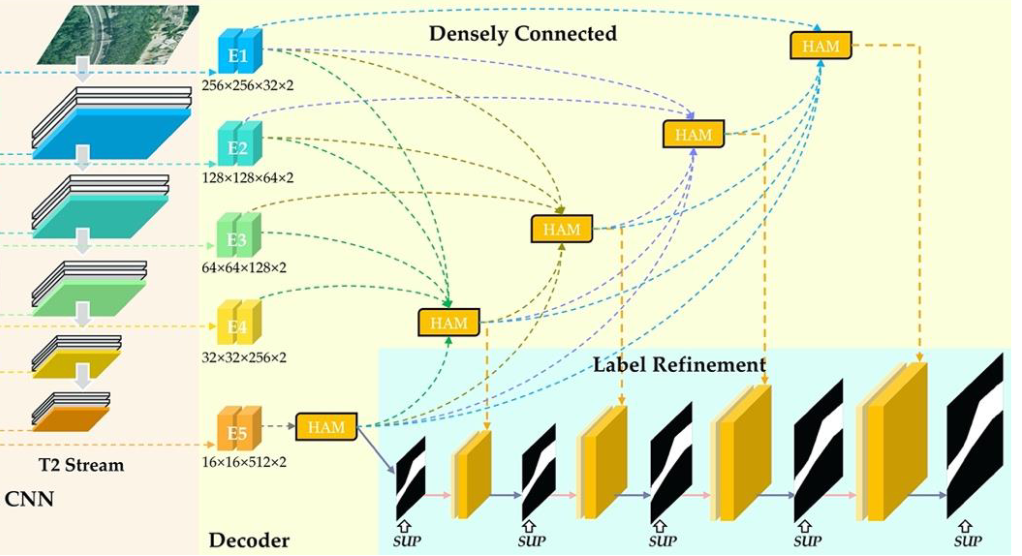 Densely Connected
HAM
E1
256×256×32×2
HAM
E2
128×128×64×2
HAM
E3
64×64×128×2
HAM
E4
32×32×256×2
Label Refinement
HAM
E5
16×16×512×2
T2 Stream
CNN
Decoder
SUP
SUP
SUP
SUP
SUP